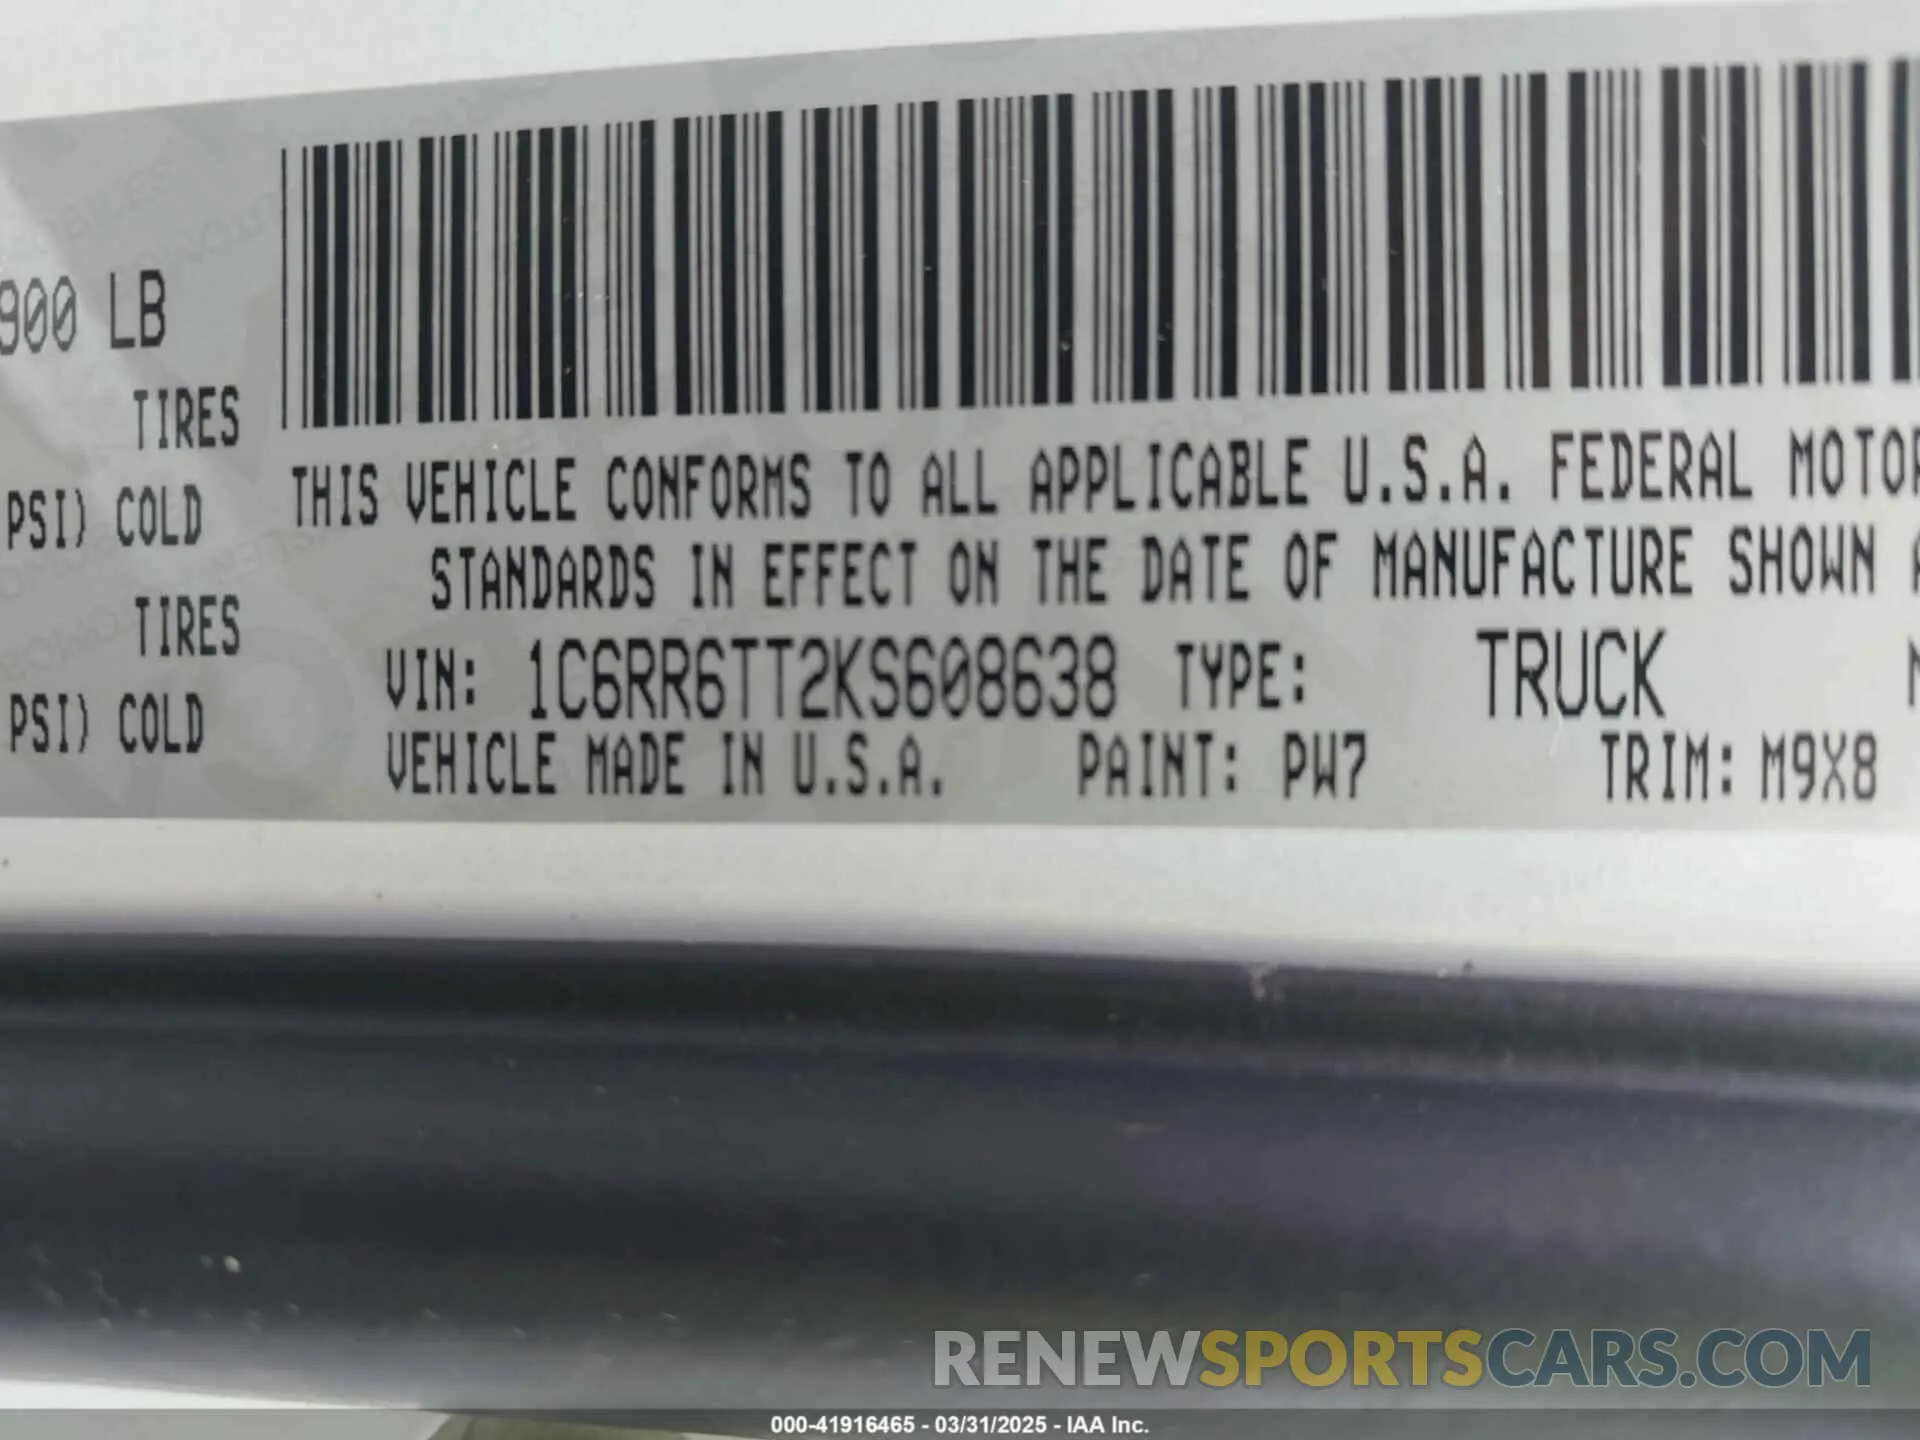 900 LB
TIRES
PSI) COLD
TIRES
PSI) COLD
THIS VEHICLE CONFORMS TO ALL APPLICABLE U.S.A. FEDERAL MOTOR
STANDARDS IN EFFECT ON THE DATE OF MANUFACTURE SHOWN A
VIN: 1C6RR6TT2KS608638 TYPE: TRUCK
VEHICLE MADE IN U.S.A. PAINT: PW7 TRIM: M9X8
RENEWSPORTSCARS.COM
000-41916465 - 03/31/2025 - IAA Inc.